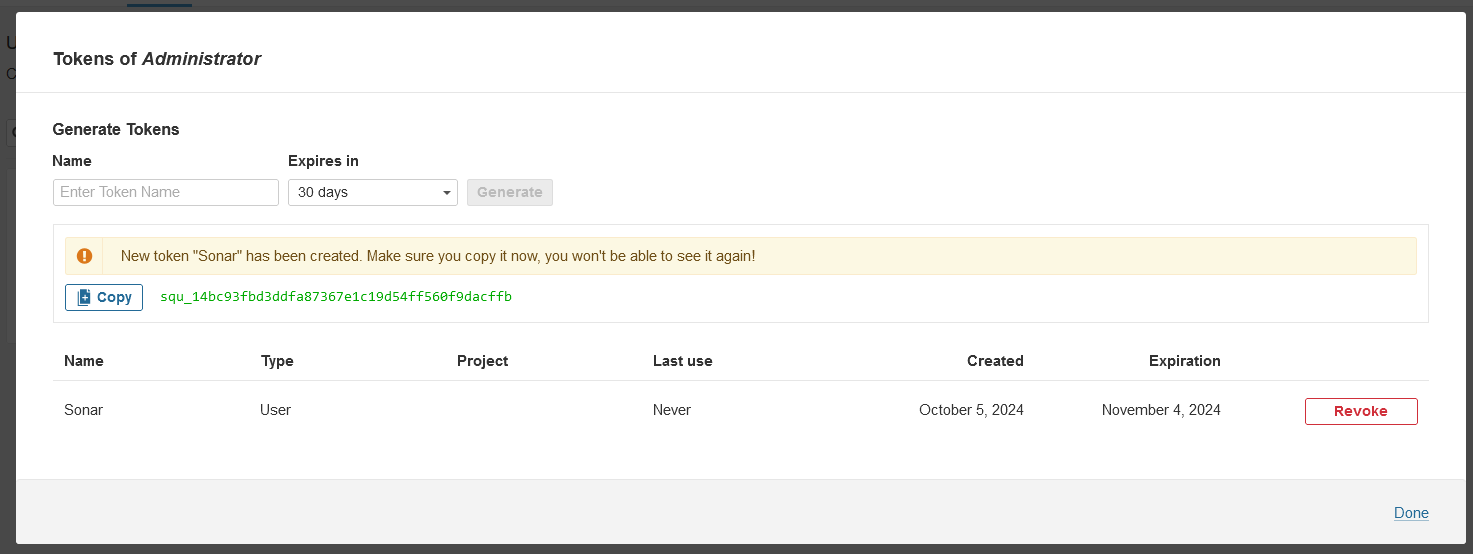 Tokens of Administrator
Generate Tokens
Name Expires in
Enter Token Name 30 days Generate
New token "Sonar" has been created. Make sure you copy it now, you won't be able to see it again!
Copy squ_14bc93fbd3ddfa87367e1c19d54ff560f9dacffb
Name Type Project Last use Created Expiration
Sonar User Never October 5, 2024 November 4, 2024 Revoke
Done